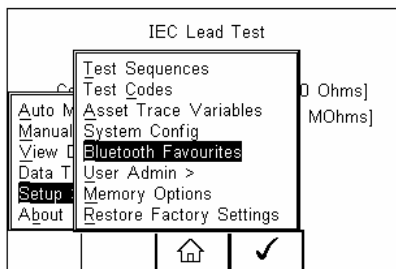 IEC Lead Test
Test Sequences
Test Codes
Asset Trace Variables
System Config
Bluetooth Favourites
User Admin >
Memory Options
Restore Factory Settings
Ohms]
MOhms]
Auto
Manual
View
Data
Setup
About